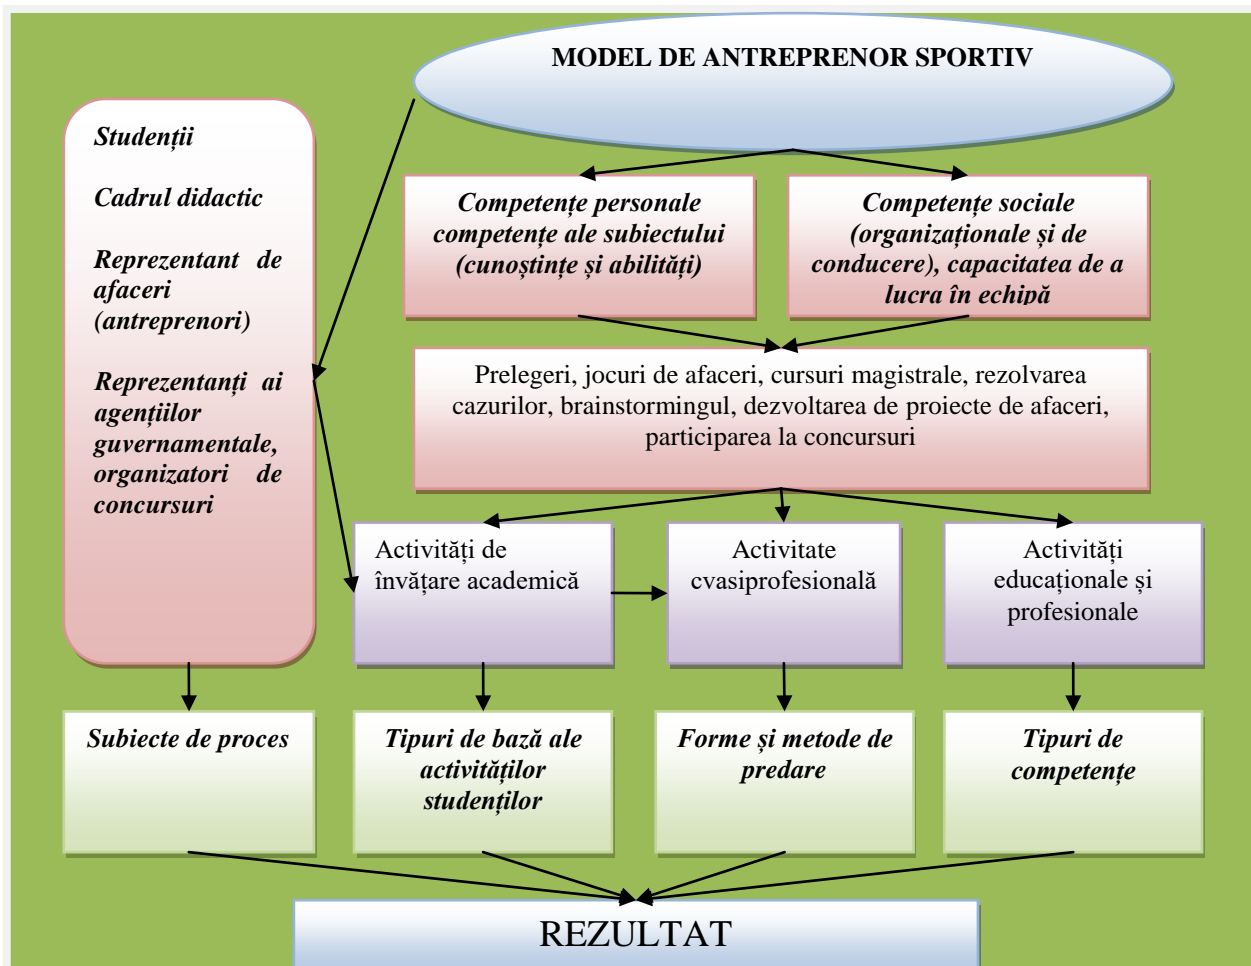 MODEL DE ANTREPRENOR SPORTIV
Studenții
Cadrul didactic
Reprezentant de
afaceri
(antreprenori)
Reprezentanți ai
agențiilor
guvernamentale,
organizatori de
concursuri
Competențe personale
competențe ale subiectului
(cunoștințe și abilități)
Competențe sociale
(organizaționale și de
conducere), capacitatea de a
lucra în echipă
Prelegeri, jocuri de afaceri, cursuri magistrale, rezolvarea
cazurilor, brainstormingul, dezvoltarea de proiecte de afaceri,
participarea la concursuri
Activități de
învățare academică
Activitate
cvasiprofesională
Activități
educaționale și
profesionale
Subiecte de proces
Tipuri de bază ale
activităților
studenților
Forme și metode de
predare
Tipuri de
competențe
REZULTAT